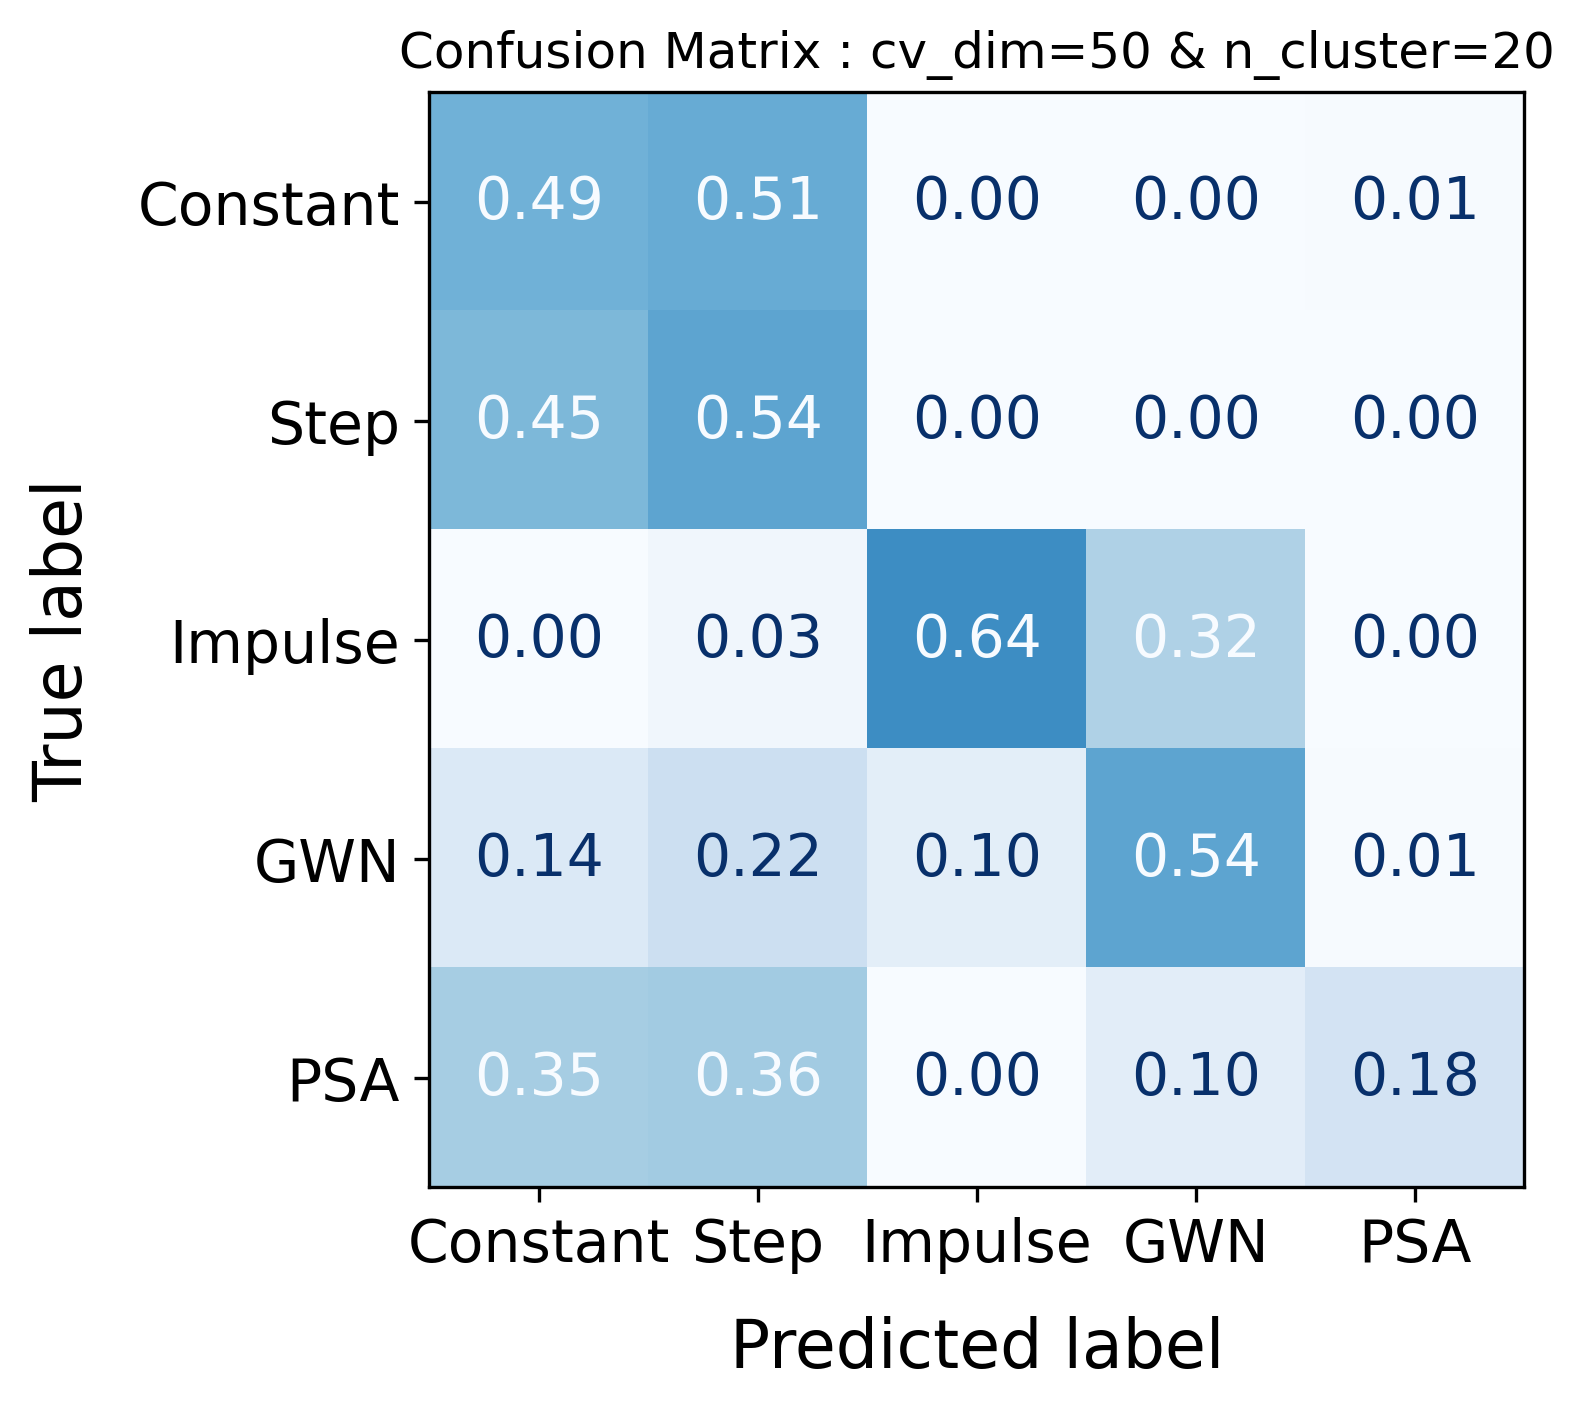 Confusion Matrix : cv_dim=50 & n_cluster=20
True label
Constant 0.49 0.51 0.00 0.00 0.01
Step 0.45 0.54 0.00 0.00 0.00
Impulse 0.00 0.03 0.64 0.32 0.00
GWN 0.14 0.22 0.10 0.54 0.01
PSA 0.35 0.36 0.00 0.10 0.18
Constant Step Impulse GWN PSA
Predicted label